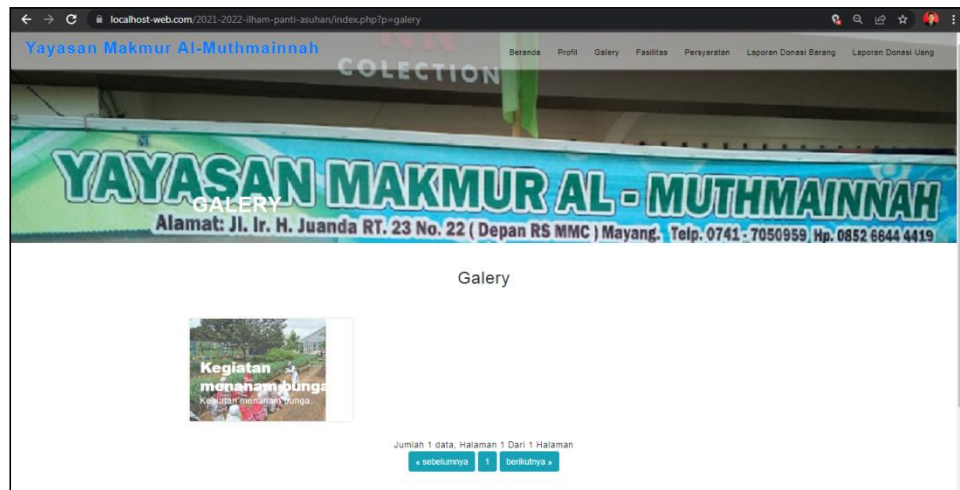 localhost-web.com/2021-2022-ilham-panti-asuhan/index.php?p=galery
Yayasan Makmur Al-Muthmainnah
Beranda Profil Galery Fasilitas Persyaratan Laporan Donasi Barang Laporan Donasi Uang
NN
COLECTION
YAYASAN MAKMUR AL - MUTHMAINNAH
GALERY
Alamat: Jl. Ir. H. Juanda RT. 23 No. 22 ( Depan RS MMC ) Mayang. Telp. 0741 - 7050959, Hp. 0852 6644 4419
Galery
Kegiatan
menanam bunga
Kegiatan menanam bunga...
Jumlah 1 data, Halaman 1 Dari 1 Halaman
« sebelumnya 1 berikutnya »